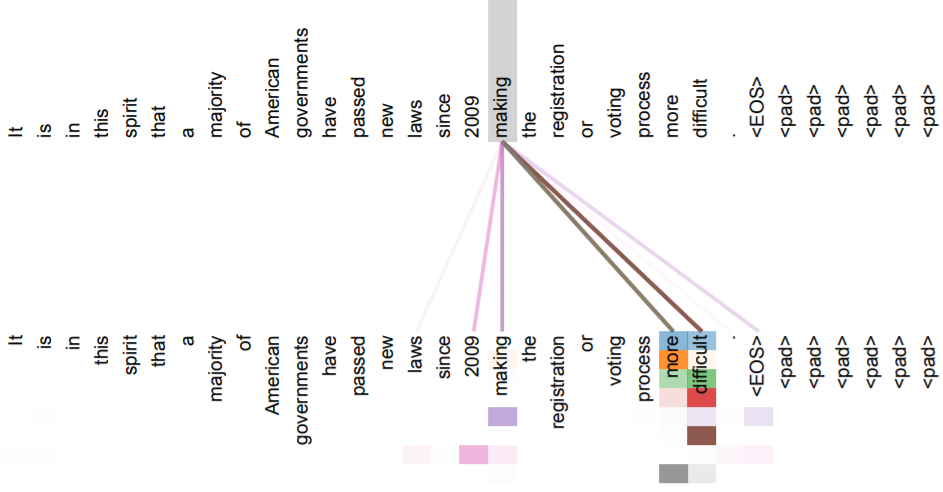 It is in this spirit that a majority of American governments have passed new laws since 2009 making the registration or voting process more difficult . <EOS> <pad> <pad> <pad> <pad> <pad> <pad>
It is in this spirit that a majority of American governments have passed new laws since 2009 making the registration or voting process more difficult . <EOS> <pad> <pad> <pad> <pad> <pad> <pad>